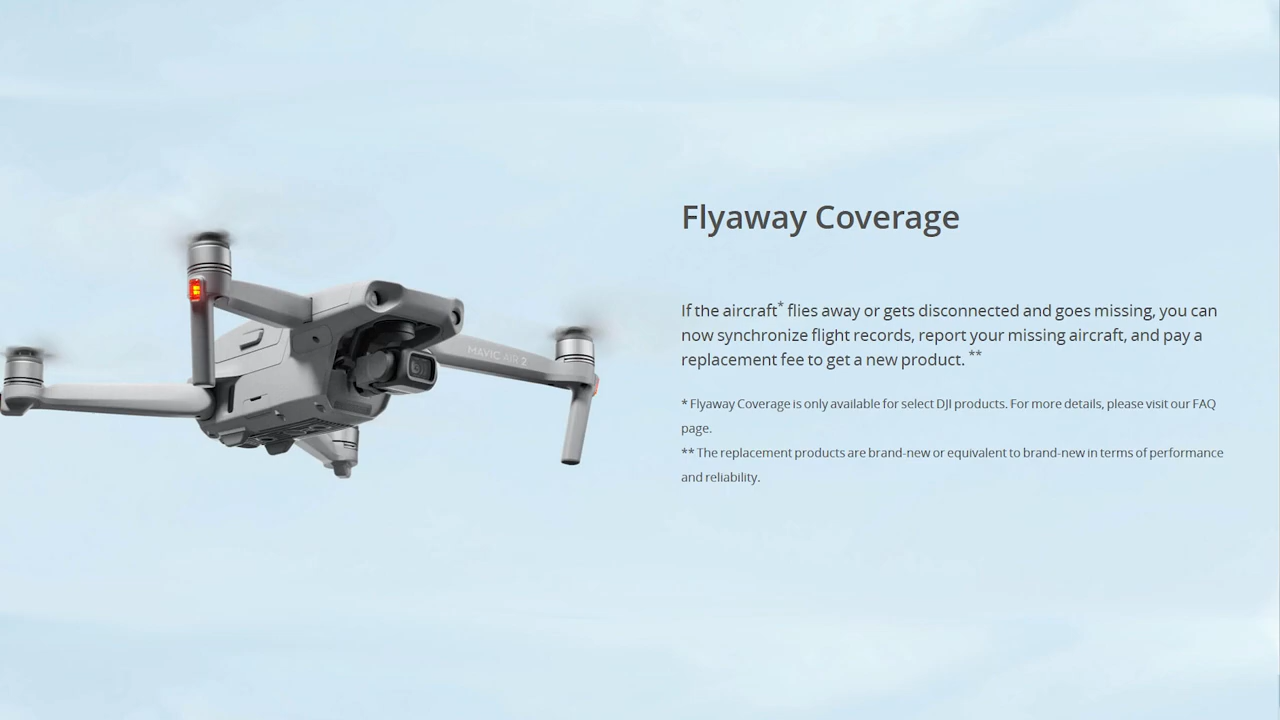 Flyaway Coverage
If the aircraft* flies away or gets disconnected and goes missing, you can
now synchronize flight records, report your missing aircraft, and pay a
replacement fee to get a new product. **
MAVIC AIR 2
* Flyaway Coverage is only available for select DJI products. For more details, please visit our FAQ
page.
** The replacement products are brand-new or equivalent to brand-new in terms of performance
and reliability.